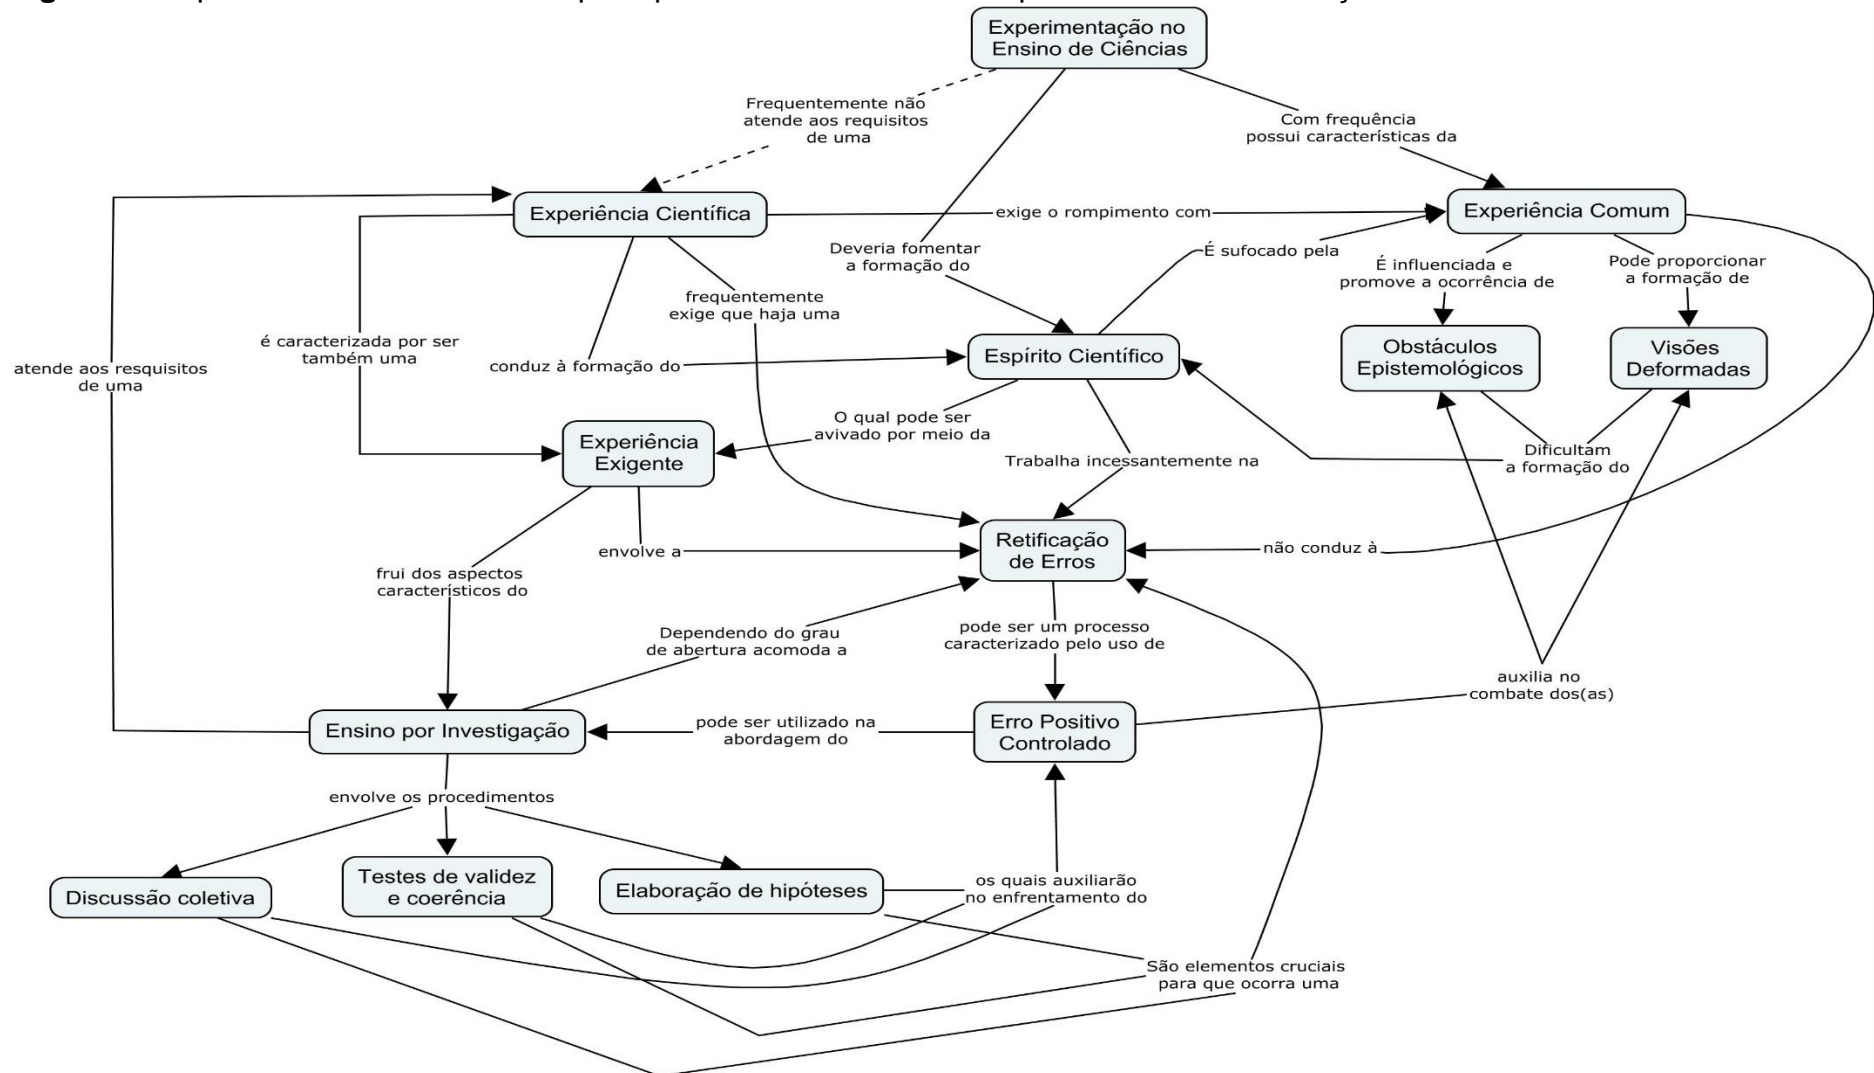 Experimentação no
Ensino de Ciências
Frequentemente não
atende aos requisitos
de uma
Com frequência
possui características da
Experiência Científica
exige o rompimento com
Experiência Comum
Deveria fomentar
a formação do
É sufocado pela
É influenciada e
promove a ocorrência de
Pode proporcionar
a formação de
frequentemente
exige que haja uma
é caracterizada por ser
também uma
atende aos resquisitos
de uma
conduz à formação do
Espírito Científico
Obstáculos
Epistemológicos
Visões
Deformadas
O qual pode ser
avivado por meio da
Experiência
Exigente
Trabalha incessantemente na
Dificultam
a formação do
envolve a
Retificação
de Erros
não conduz à
frui dos aspectos
característicos do
Dependendo do grau
de abertura acomoda a
pode ser um processo
caracterizado pelo uso de
auxilia no
combate dos(as)
Ensino por Investigação
pode ser utilizado na
abordagem do
Erro Positivo
Controlado
envolve os procedimentos
Discussão coletiva
Testes de validez
e coerência
Elaboração de hipóteses
os quais auxiliarão
no enfrentamento do
São elementos cruciais
para que ocorra uma